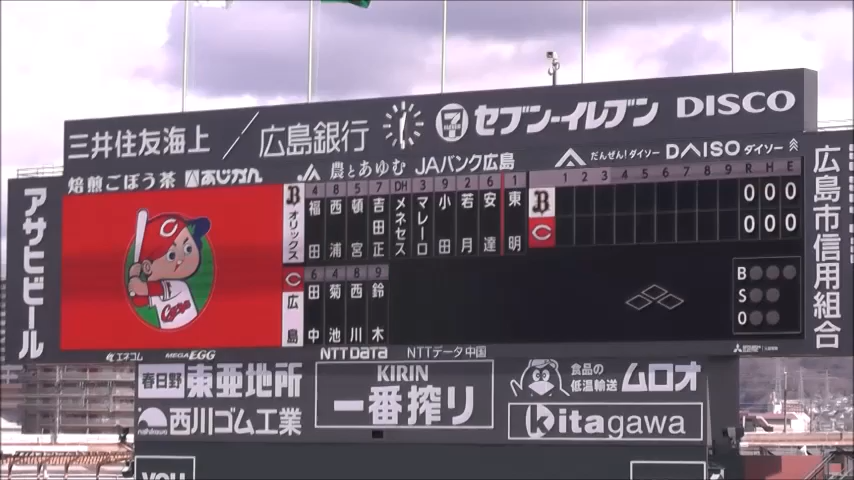 三井住友海上 広島銀行 7 ELEVEN セブン-イレブン DISCO
焙煎ごぼう茶 あじかん JA 農とあゆむ JAバンク広島 だんぜん!ダイソー DAISO ダイソー
アサヒビール
オリックス
4 8 5 7 DH 3 9 2 6 1
福田 西浦 頓宮 吉田正 メネセス マレーロ 小田 若月 安達 東明
広島
6 4 8 9
田中 菊池 西川 鈴木
1 2 3 4 5 6 7 8 9 10 R H E
B 0 0 0
C 0 0 0
B
S
O
広島市信用組合
エネコム MEGA EGG NTT DATA NTTデータ中国
春日野 東亜地所
西川ゴム工業
KIRIN
一番搾り
食品の
低温輸送 ムロオ
kitagawa
YOU